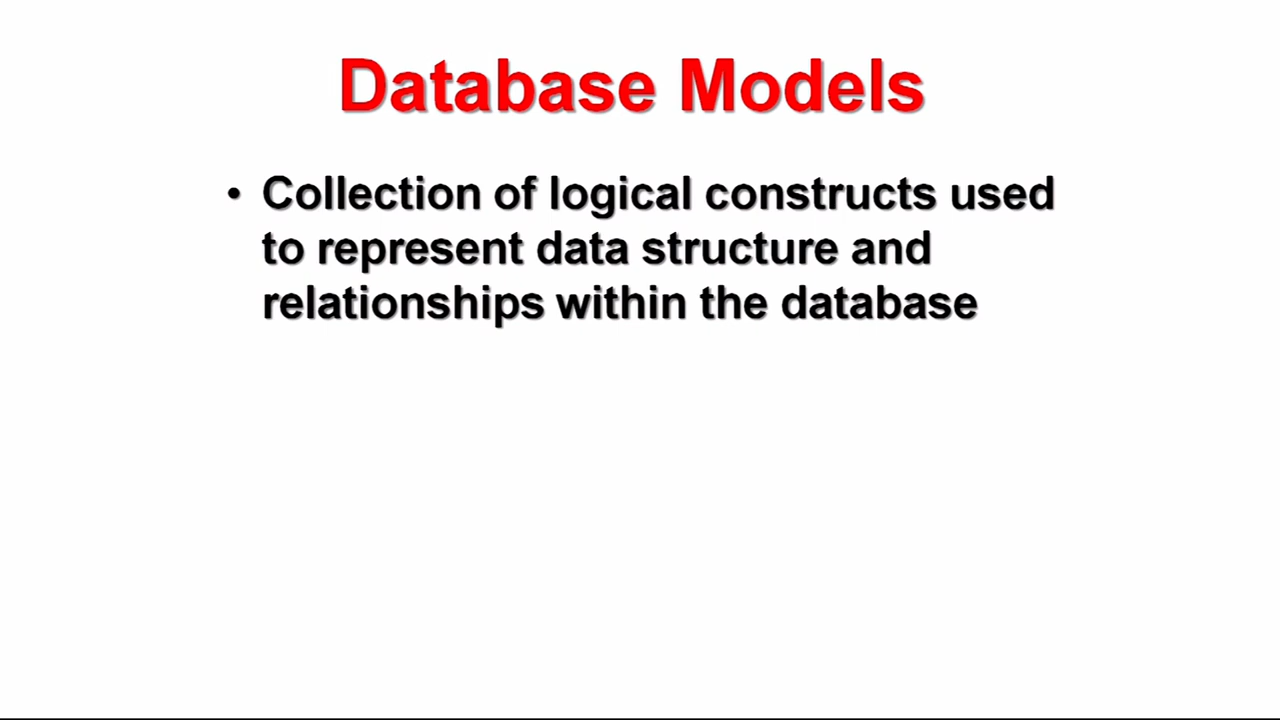 Database Models
• Collection of logical constructs used
to represent data structure and
relationships within the database